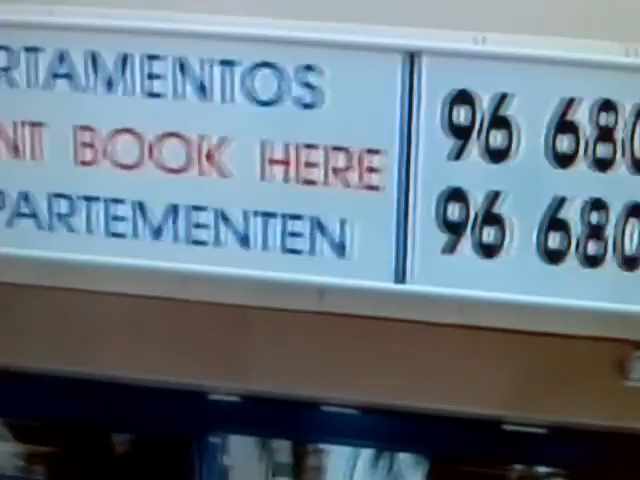 RTAMENTOS
NT BOOK HERE
PARTEMENTEN
96 680
96 680